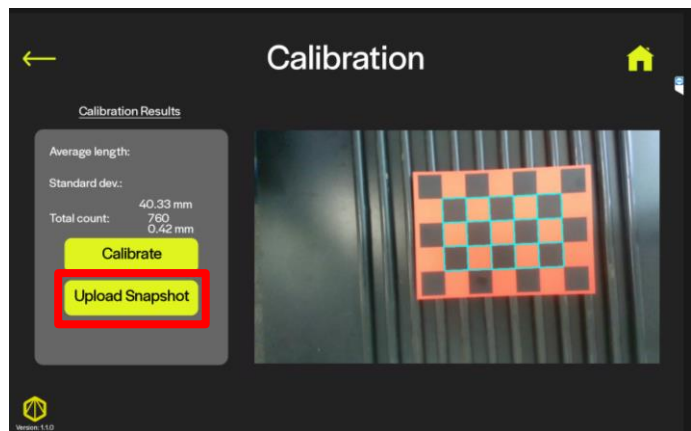 Calibration
Calibration Results
Average length:
Standard dev.:
40.33 mm
Total count: 760
0.42 mm
Calibrate
Upload Snapshot
Version: 1.1.0